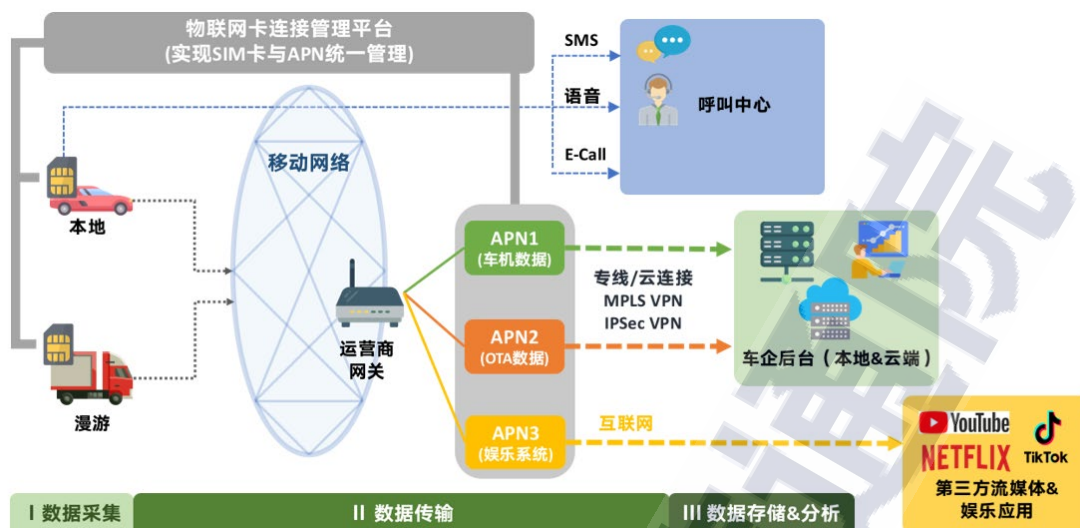 物联网卡连接管理平台
(实现SIM卡与APN统一管理)
SMS
语音
呼叫中心
E-Call
移动网络
本地
APN1
(车机数据)
专线/云连接
MPLS VPN
IPSec VPN
APN2
(OTA数据)
运营商
网关
车企后台（本地&云端）
漫游
APN3
(娱乐系统)
互联网
YouTube
NETFLIX
TikTok
第三方流媒体&
娱乐应用
I 数据采集
II 数据传输
III 数据存储&分析